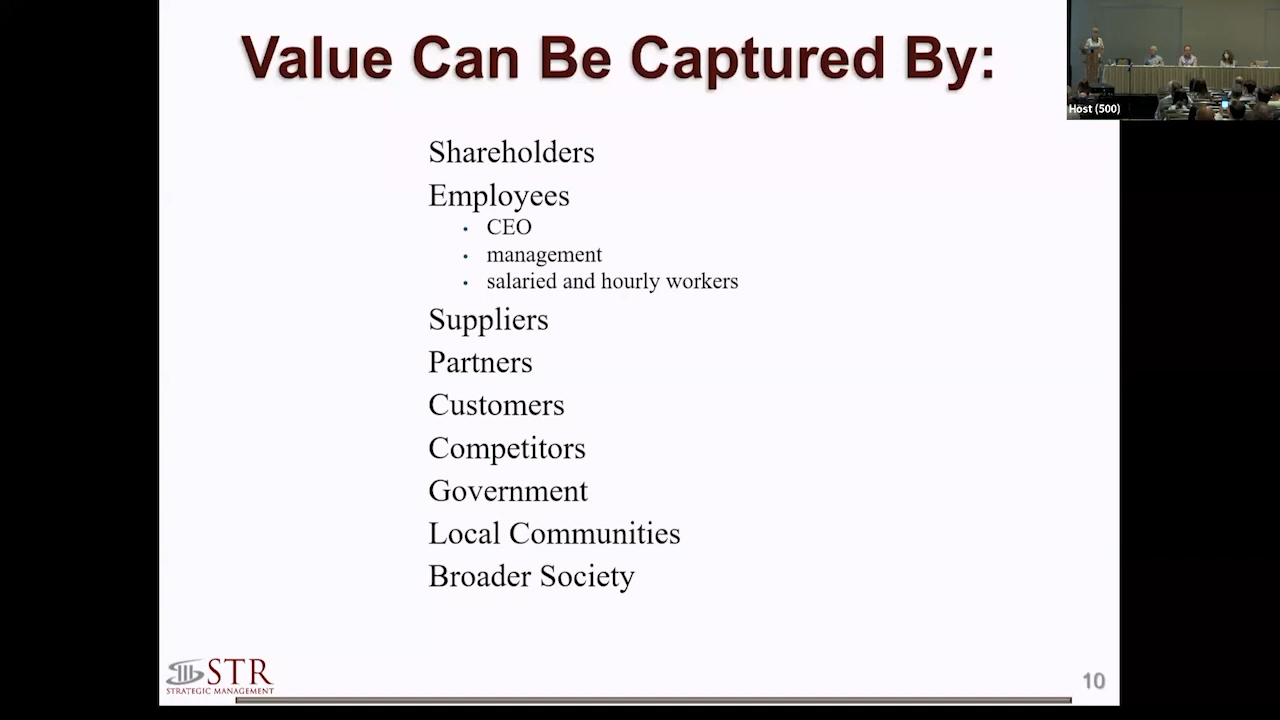 Value Can Be Captured By:
Host (500)
Shareholders
Employees
• CEO
• management
• salaried and hourly workers
Suppliers
Partners
Customers
Competitors
Government
Local Communities
Broader Society
STR
STRATEGIC MANAGEMENT
10